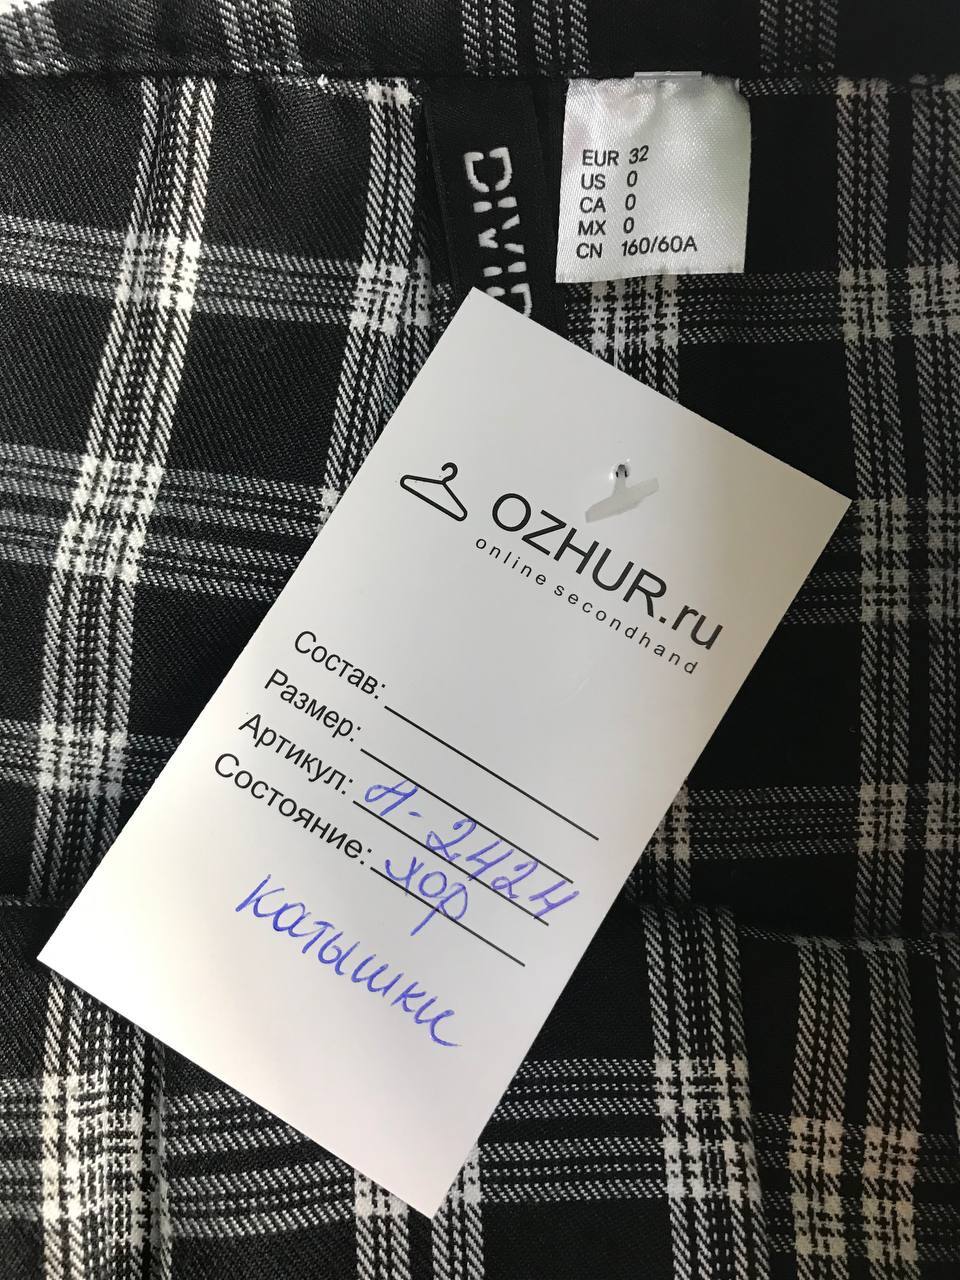 EUR 32
US 0
CA 0
MX 0
CN 160/60A
OZHUR.ru
online secondhand
Состав:
Размер:
Артикул: Н-2424
Состояние: хор
катышки